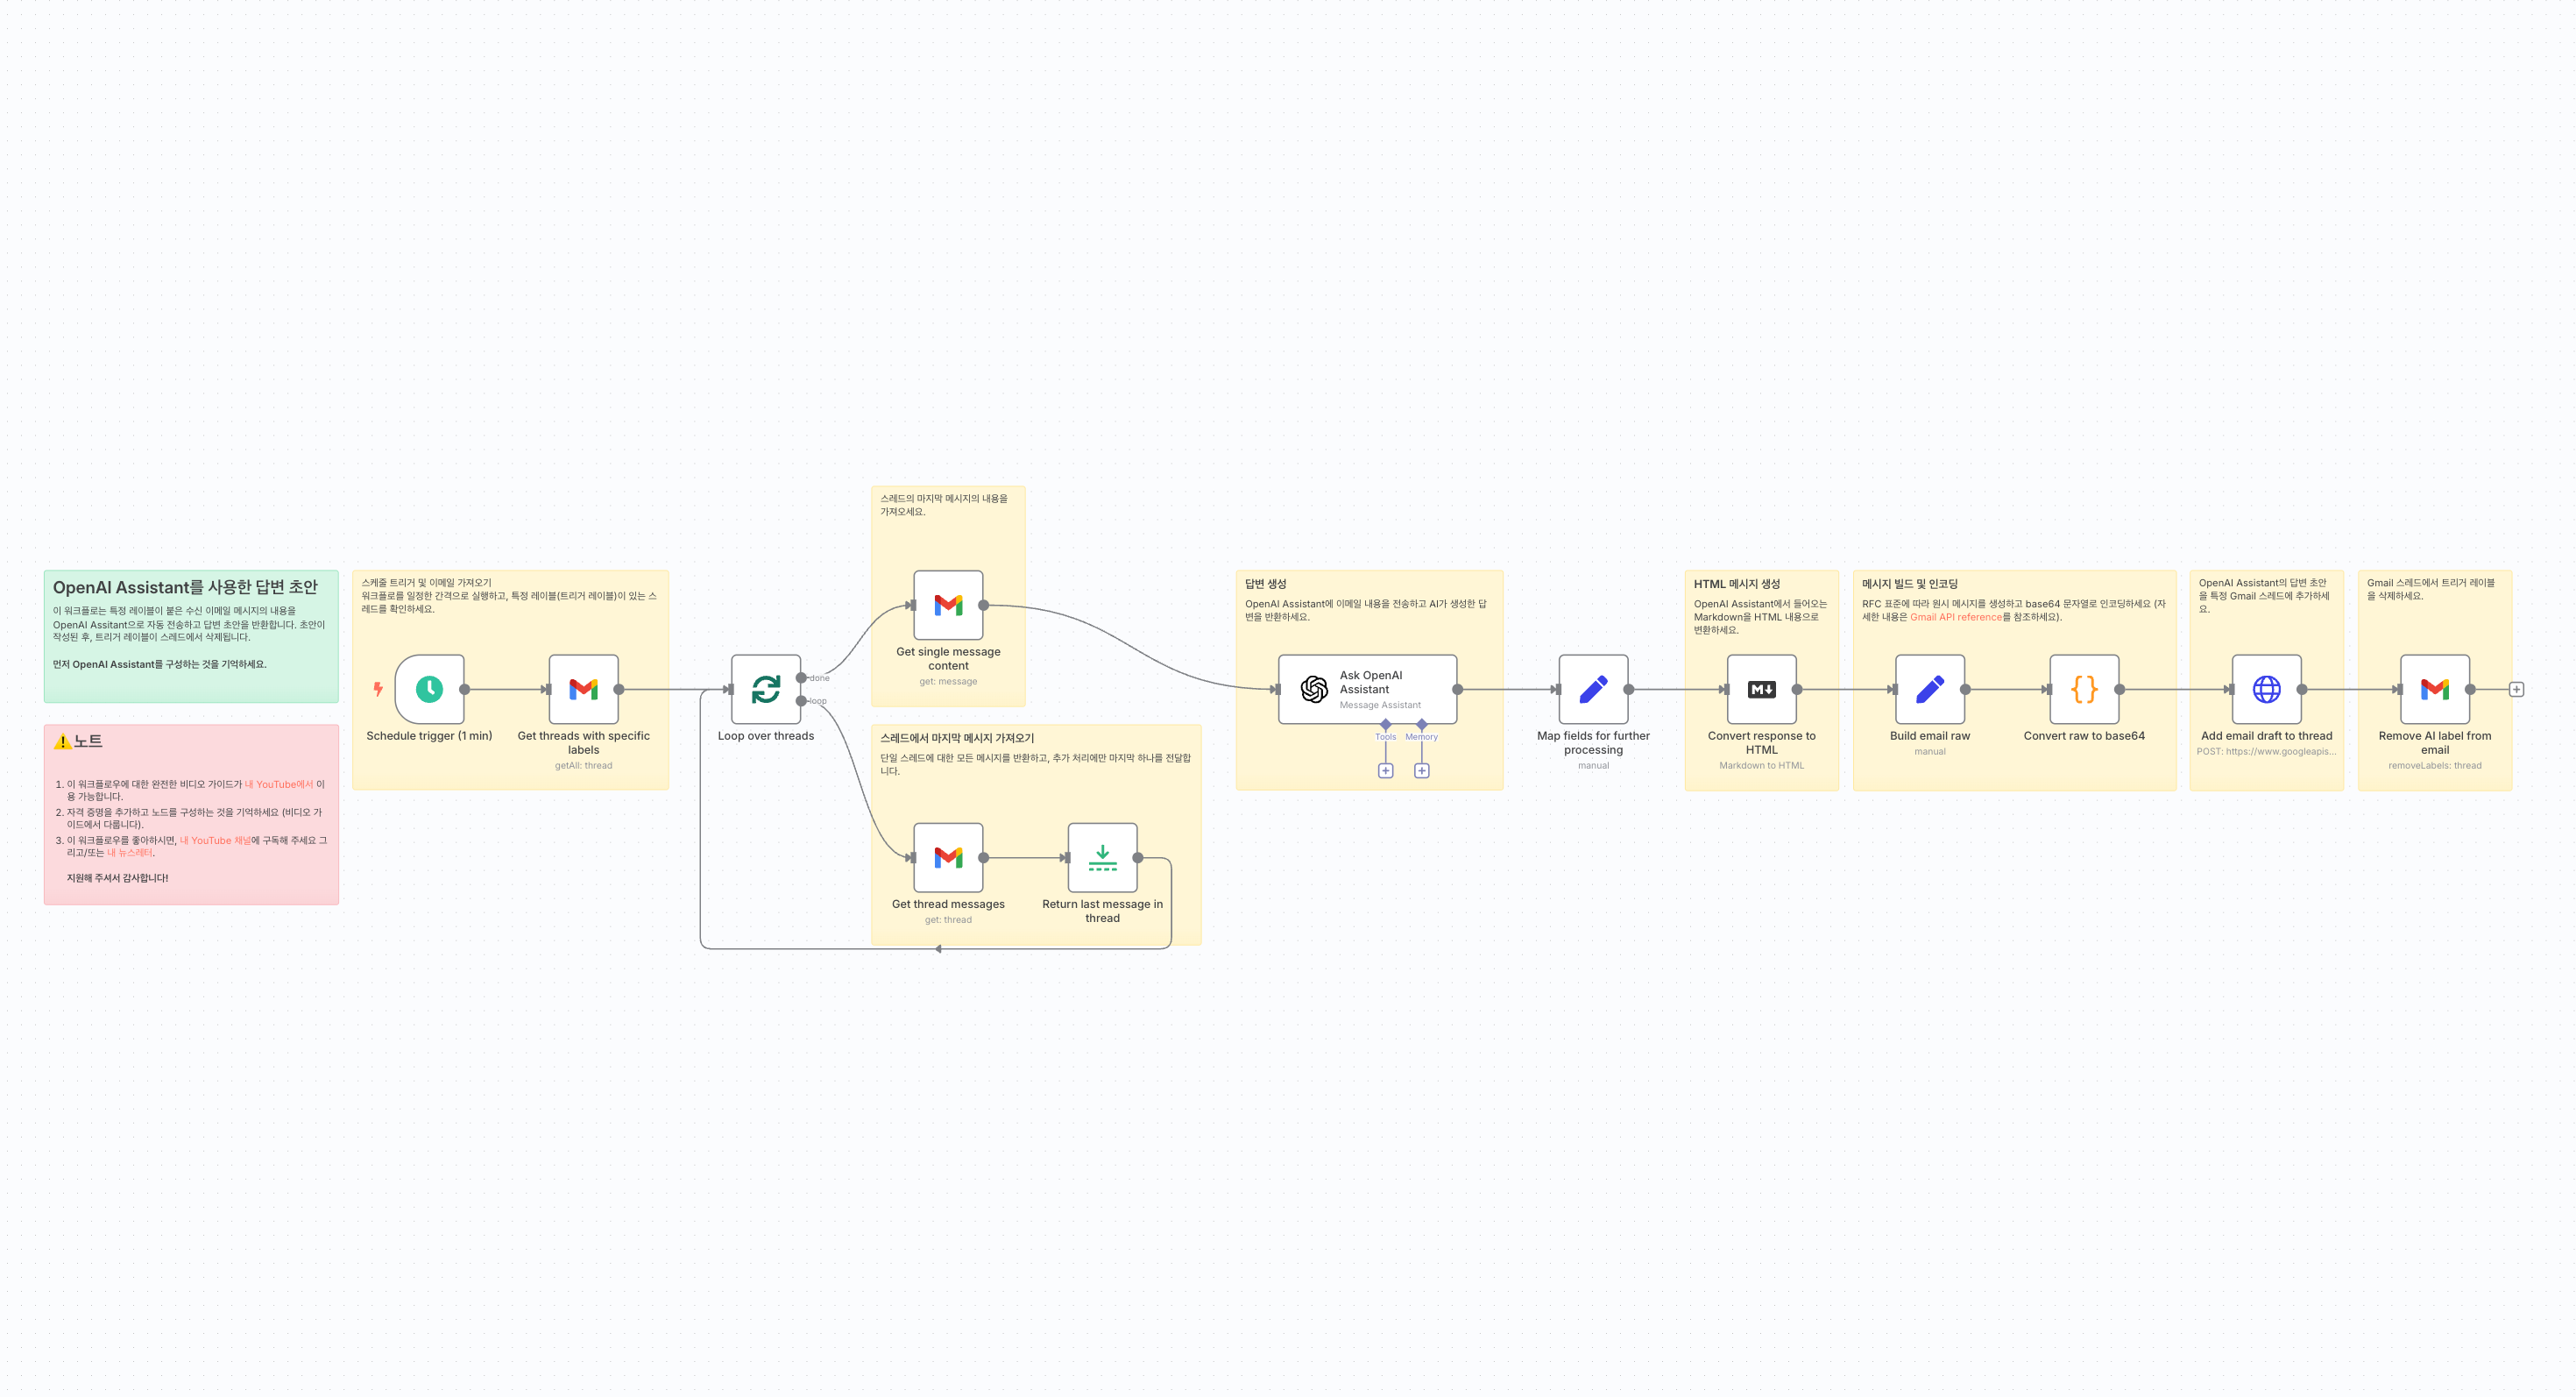 OpenAI Assistant를 사용한 답변 초안
이 워크플로는 특정 레이블이 붙은 수신 이메일 메시지의 내용을
OpenAI Assitant으로 자동 전송하고 답변 초안을 반환합니다. 초안이
작성된 후, 트리거 레이블이 스레드에서 삭제됩니다.
먼저 OpenAI Assistant를 구성하는 것을 기억하세요.
⚠️노트
1. 이 워크플로우에 대한 완전한 비디오 가이드가 내 YouTube에서 이
용 가능합니다.
2. 자격 증명을 추가하고 노드를 구성하는 것을 기억하세요 (비디오 가
이드에서 다룹니다).
3. 이 워크플로우를 좋아하시면, 내 YouTube 채널에 구독해 주세요 그
리고/또는 내 뉴스레터.
지원해 주셔서 감사합니다!
스케줄 트리거 및 이메일 가져오기
워크플로를 일정한 간격으로 실행하고, 특정 레이블(트리거 레이블)이 있는 스
레드를 확인하세요.
Schedule trigger (1 min)
Get threads with specific
labels
getAll: thread
Loop over threads
done
loop
스레드의 마지막 메시지의 내용을
가져오세요.
Get single message
content
get: message
스레드에서 마지막 메시지 가져오기
단일 스레드에 대한 모든 메시지를 반환하고, 추가 처리에만 마지막 하나를 전달합
니다.
Get thread messages
get: thread
Return last message in
thread
답변 생성
OpenAI Assistant에 이메일 내용을 전송하고 AI가 생성한 답
변을 반환하세요.
Ask OpenAI
Assistant
Message Assistant
Tools
Memory
Map fields for further
processing
manual
HTML 메시지 생성
OpenAI Assistant에서 들어오는
Markdown을 HTML 내용으로
변환하세요.
Convert response to
HTML
Markdown to HTML
메시지 빌드 및 인코딩
RFC 표준에 따라 원시 메시지를 생성하고 base64 문자열로 인코딩하세요 (자
세한 내용은 Gmail API reference를 참조하세요).
Build email raw
manual
Convert raw to base64
OpenAI Assistant의 답변 초안
을 특정 Gmail 스레드에 추가하세
요.
Add email draft to thread
POST: https://www.googleapis...
Gmail 스레드에서 트리거 레이블
을 삭제하세요.
Remove AI label from
email
removeLabels: thread